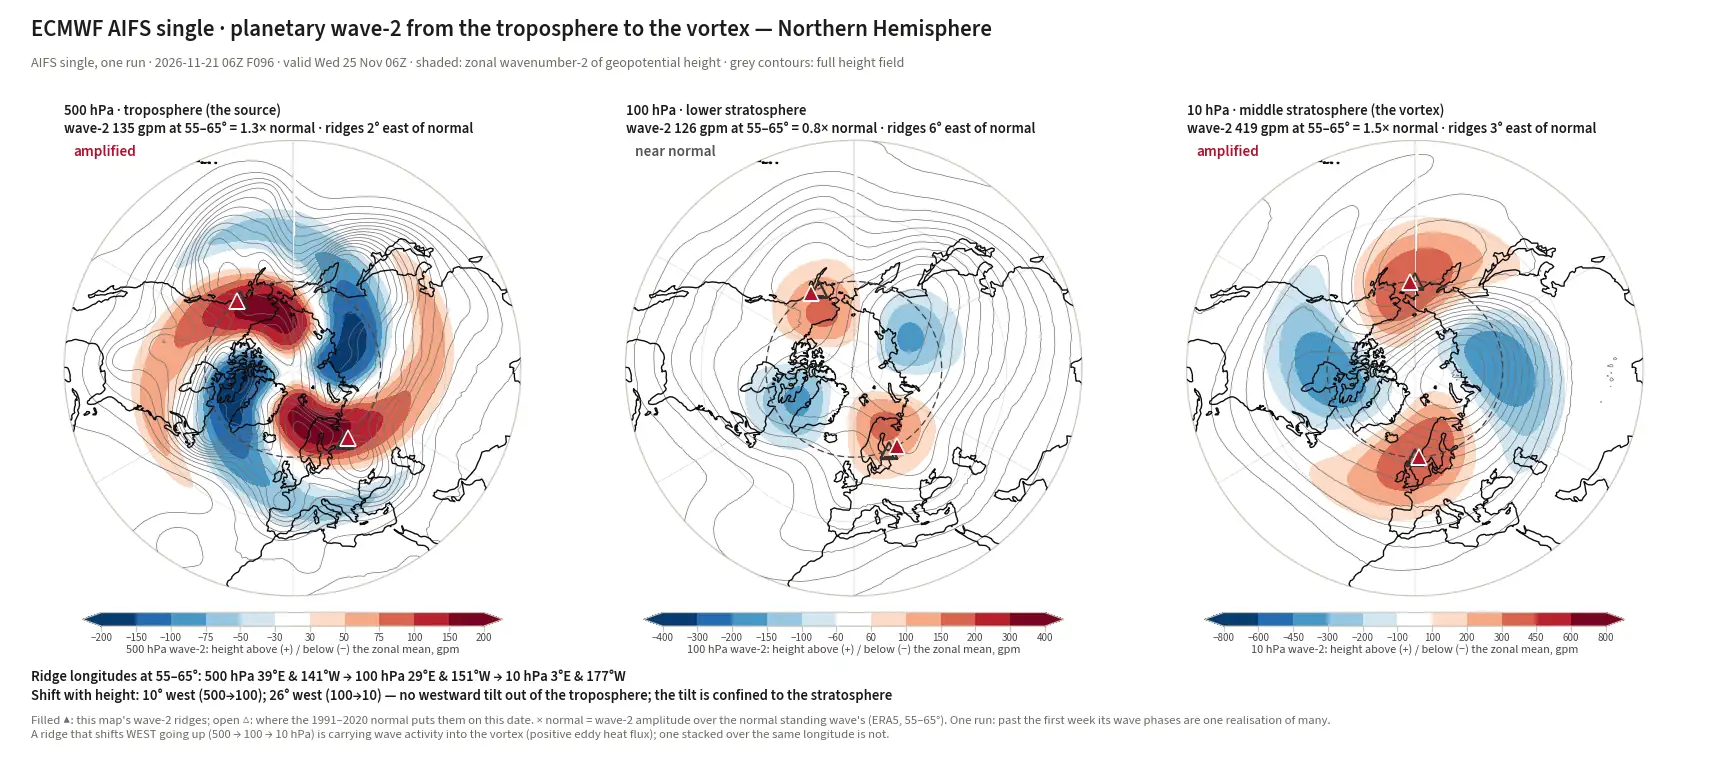 ECMWF AIFS single · planetary wave-2 from the troposphere to the vortex — Northern Hemisphere
AIFS single, one run · 2026-11-21 06Z F096 · valid Wed 25 Nov 06Z · shaded: zonal wavenumber-2 of geopotential height · grey contours: full height field
500 hPa · troposphere (the source)
wave-2 135 gpm at 55–65° = 1.3× normal · ridges 2° east of normal
amplified
100 hPa · lower stratosphere
wave-2 126 gpm at 55–65° = 0.8× normal · ridges 6° east of normal
near normal
10 hPa · middle stratosphere (the vortex)
wave-2 419 gpm at 55–65° = 1.5× normal · ridges 3° east of normal
amplified
−200 −150 −100 −75 −50 −30 30 50 75 100 150 200
500 hPa wave-2: height above (+) / below (−) the zonal mean, gpm
−400 −300 −200 −150 −100 −60 60 100 150 200 300 400
100 hPa wave-2: height above (+) / below (−) the zonal mean, gpm
−800 −600 −450 −300 −200 −100 100 200 300 450 600 800
10 hPa wave-2: height above (+) / below (−) the zonal mean, gpm
Ridge longitudes at 55–65°: 500 hPa 39°E & 141°W → 100 hPa 29°E & 151°W → 10 hPa 3°E & 177°W
Shift with height: 10° west (500→100); 26° west (100→10) — no westward tilt out of the troposphere; the tilt is confined to the stratosphere
Filled ▲: this map's wave-2 ridges; open △: where the 1991–2020 normal puts them on this date. × normal = wave-2 amplitude over the normal standing wave's (ERA5, 55–65°). One run: past the first week its wave phases are one realisation of many.
A ridge that shifts WEST going up (500 → 100 → 10 hPa) is carrying wave activity into the vortex (positive eddy heat flux); one stacked over the same longitude is not.